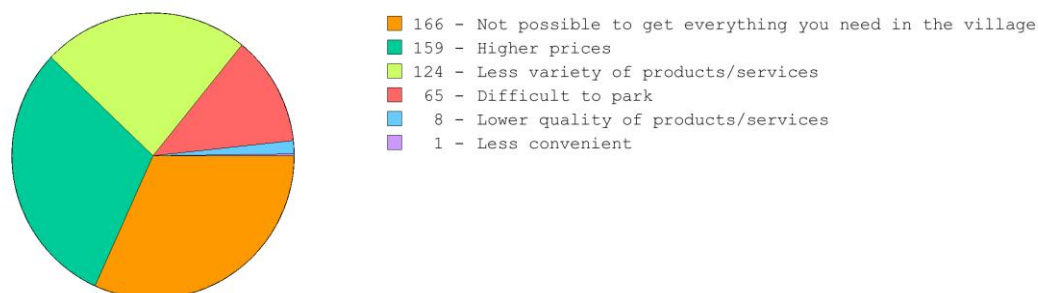 166 - Not possible to get everything you need in the village
159 - Higher prices
124 - Less variety of products/services
65 - Difficult to park
8 - Lower quality of products/services
1 - Less convenient